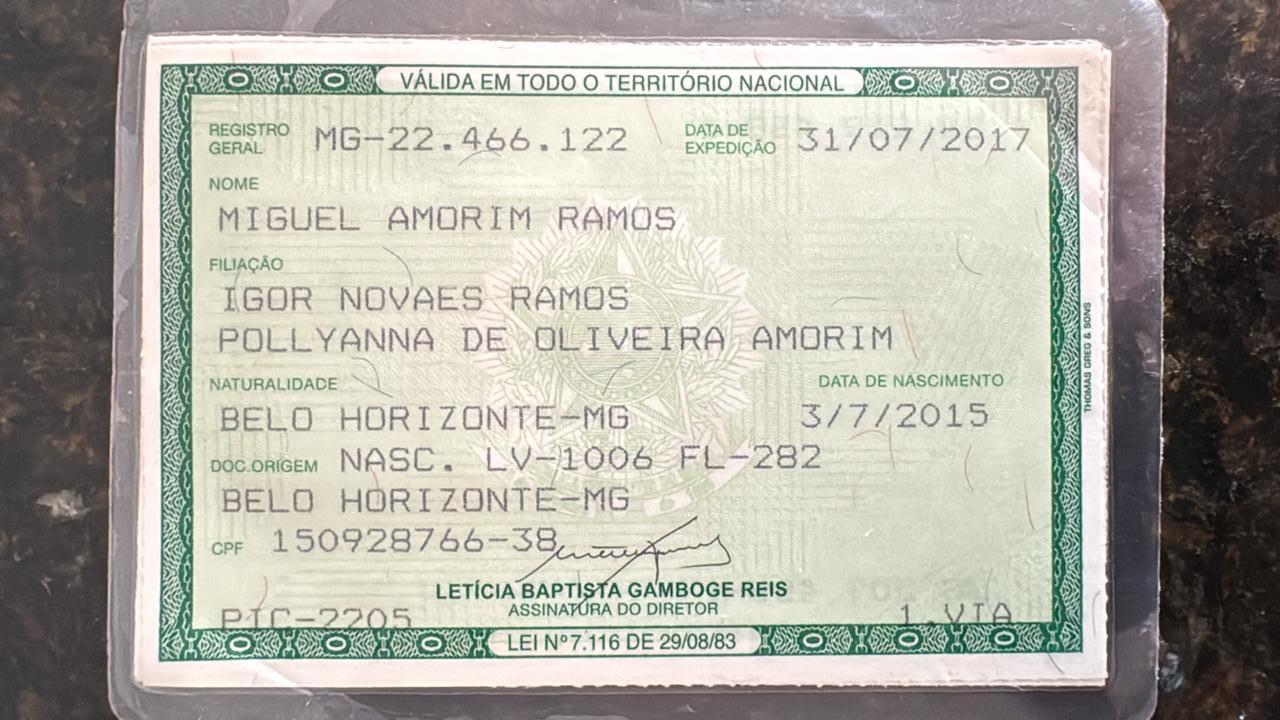 VÁLIDA EM TODO O TERRITÓRIO NACIONAL
REGISTRO GERAL MG-22.466.122 DATA DE EXPEDIÇÃO 31/07/2017
NOME
MIGUEL AMORIM RAMOS
FILIAÇÃO
IGOR NOVAES RAMOS
POLLYANNA DE OLIVEIRA AMORIM
NATURALIDADE DATA DE NASCIMENTO
BELO HORIZONTE-MG 3/7/2015
DOC.ORIGEM NASC. LV-1006 FL-282
BELO HORIZONTE-MG
CPF 150928766-38
LETÍCIA BAPTISTA GAMBOGE REIS
ASSINATURA DO DIRETOR
PIC-2205 1.VIA
LEI Nº 7.116 DE 29/08/83
THOMAS GREG & SONS